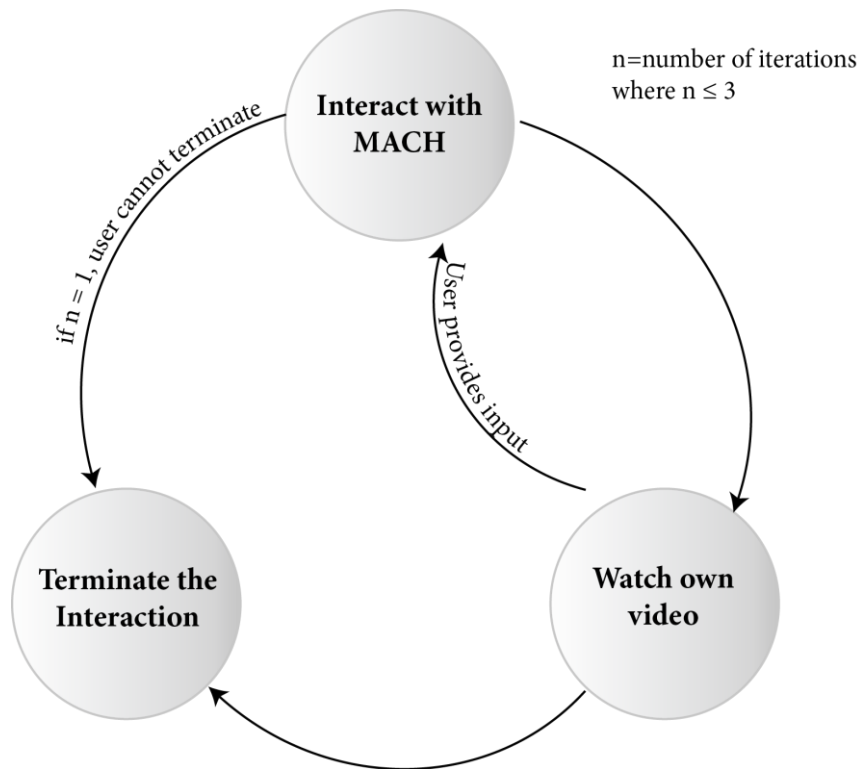 n=number of iterations
where n ≤ 3
Interact with
MACH
if n = 1, user cannot terminate
User provides input
Terminate the
Interaction
Watch own
video